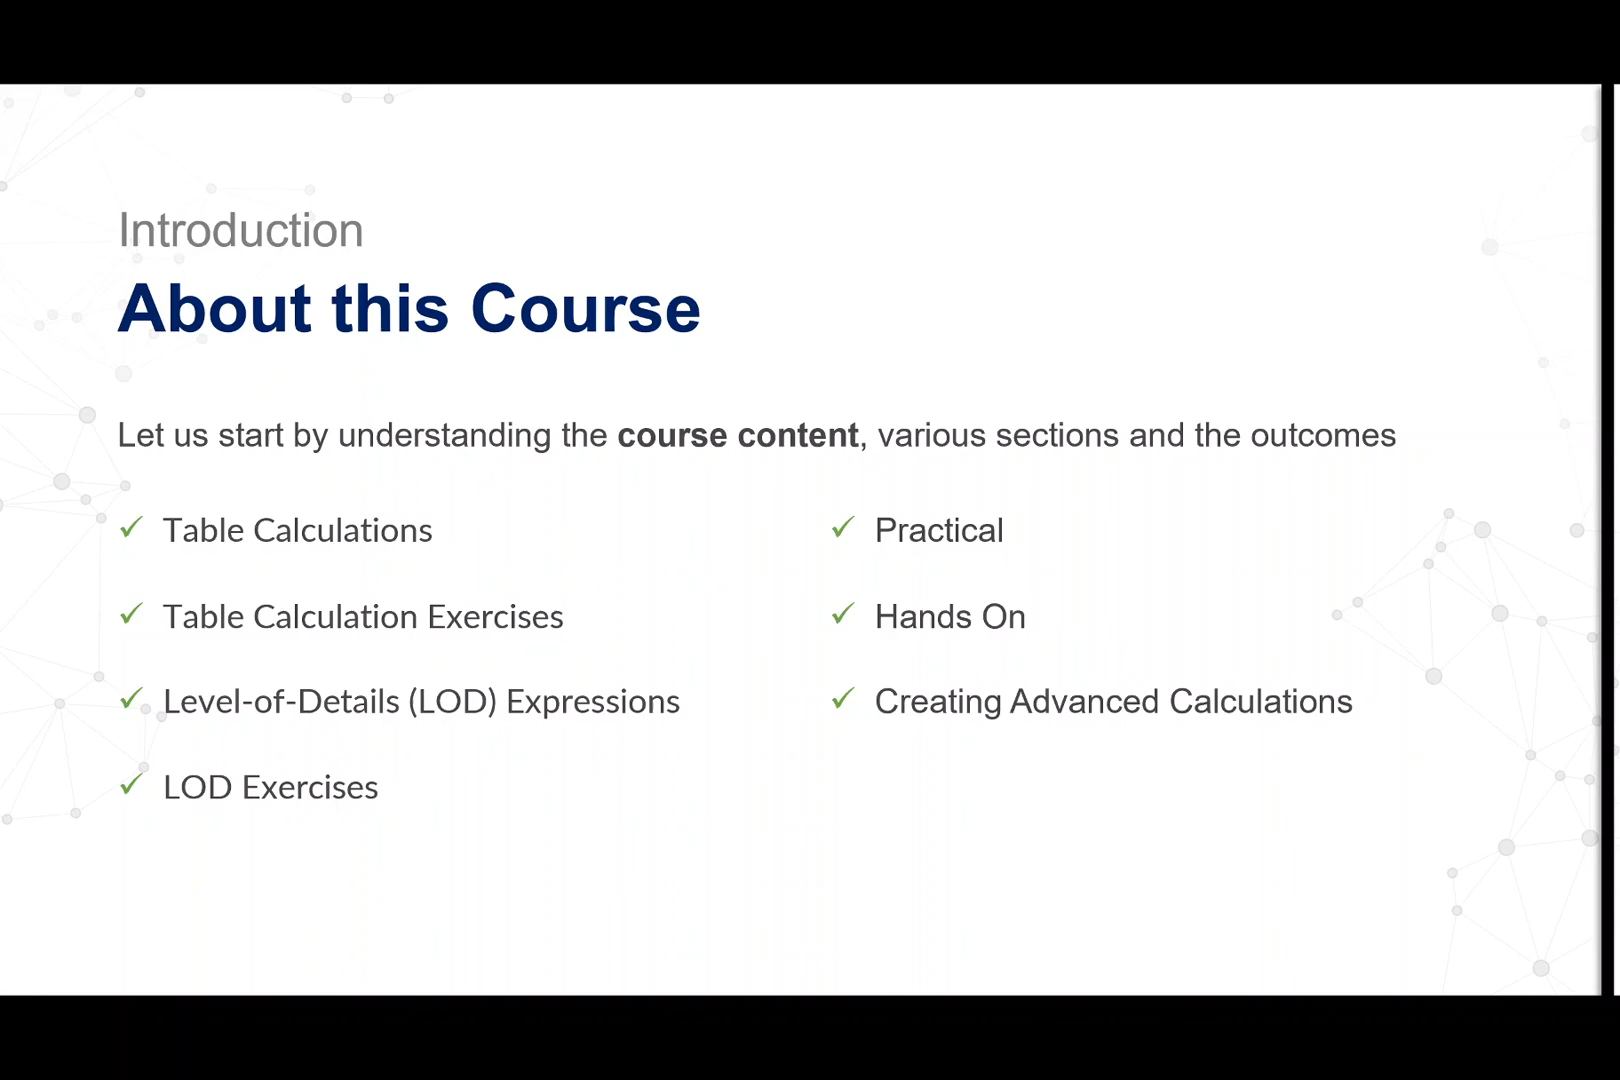 Introduction
About this Course
Let us start by understanding the course content, various sections and the outcomes
Table Calculations
Table Calculation Exercises
Level-of-Details (LOD) Expressions
LOD Exercises
Practical
Hands On
Creating Advanced Calculations